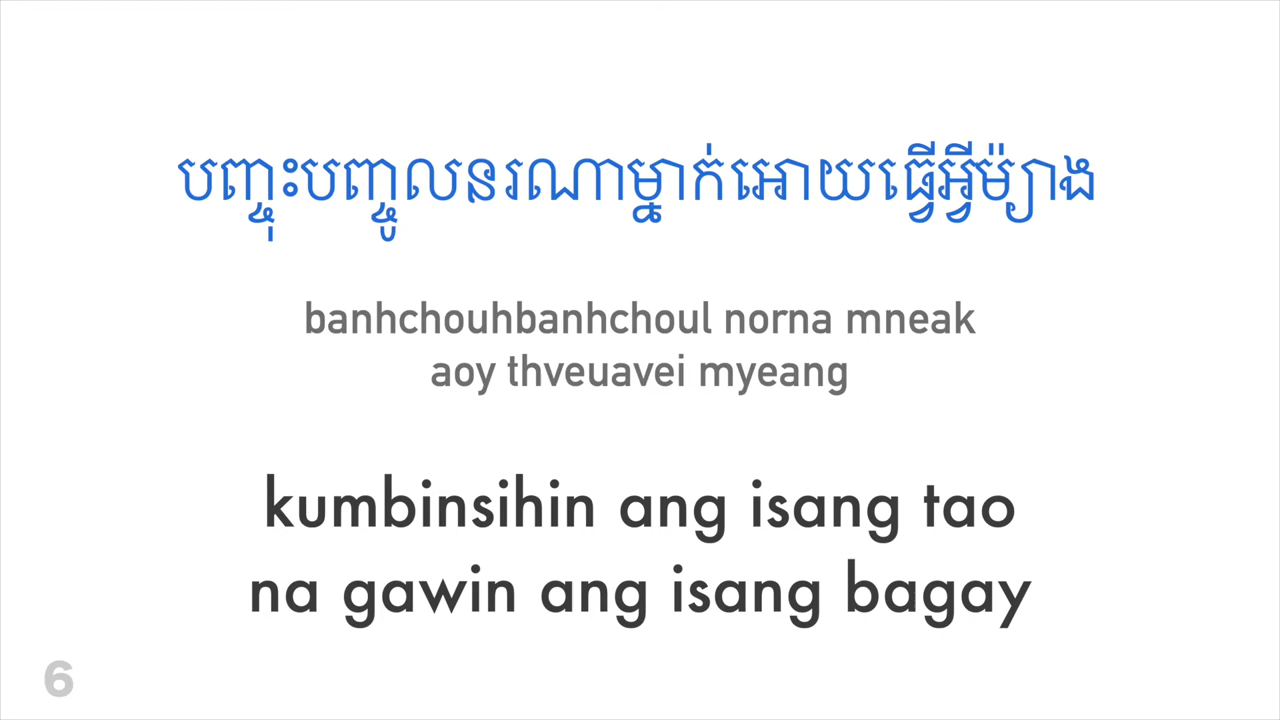 បញ្ចុះបញ្ចូលនរណាម្នាក់អោយធ្វើអ្វីម៉្យាង
banhchouhbanhchoul norna mneak
aoy thveuavei myeang
kumbinsihin ang isang tao
na gawin ang isang bagay
6